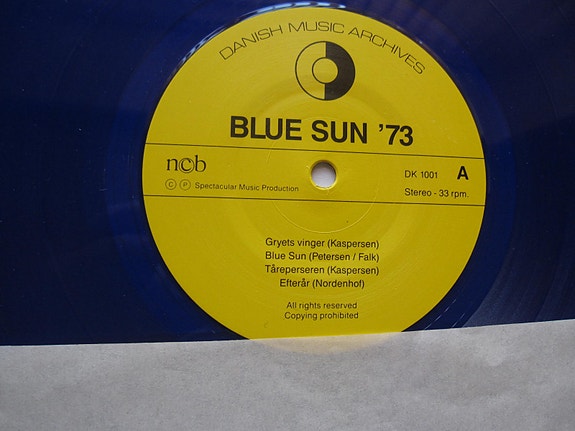 DANISH MUSIC ARCHIVES
BLUE SUN '73
ncb
DK 1001 A
© ℗ Spectacular Music Production
Stereo - 33 rpm.
Gryets vinger (Kaspersen)
Blue Sun (Petersen / Falk)
Tåreperseren (Kaspersen)
Efterår (Nordenhof)
All rights reserved
Copying prohibited